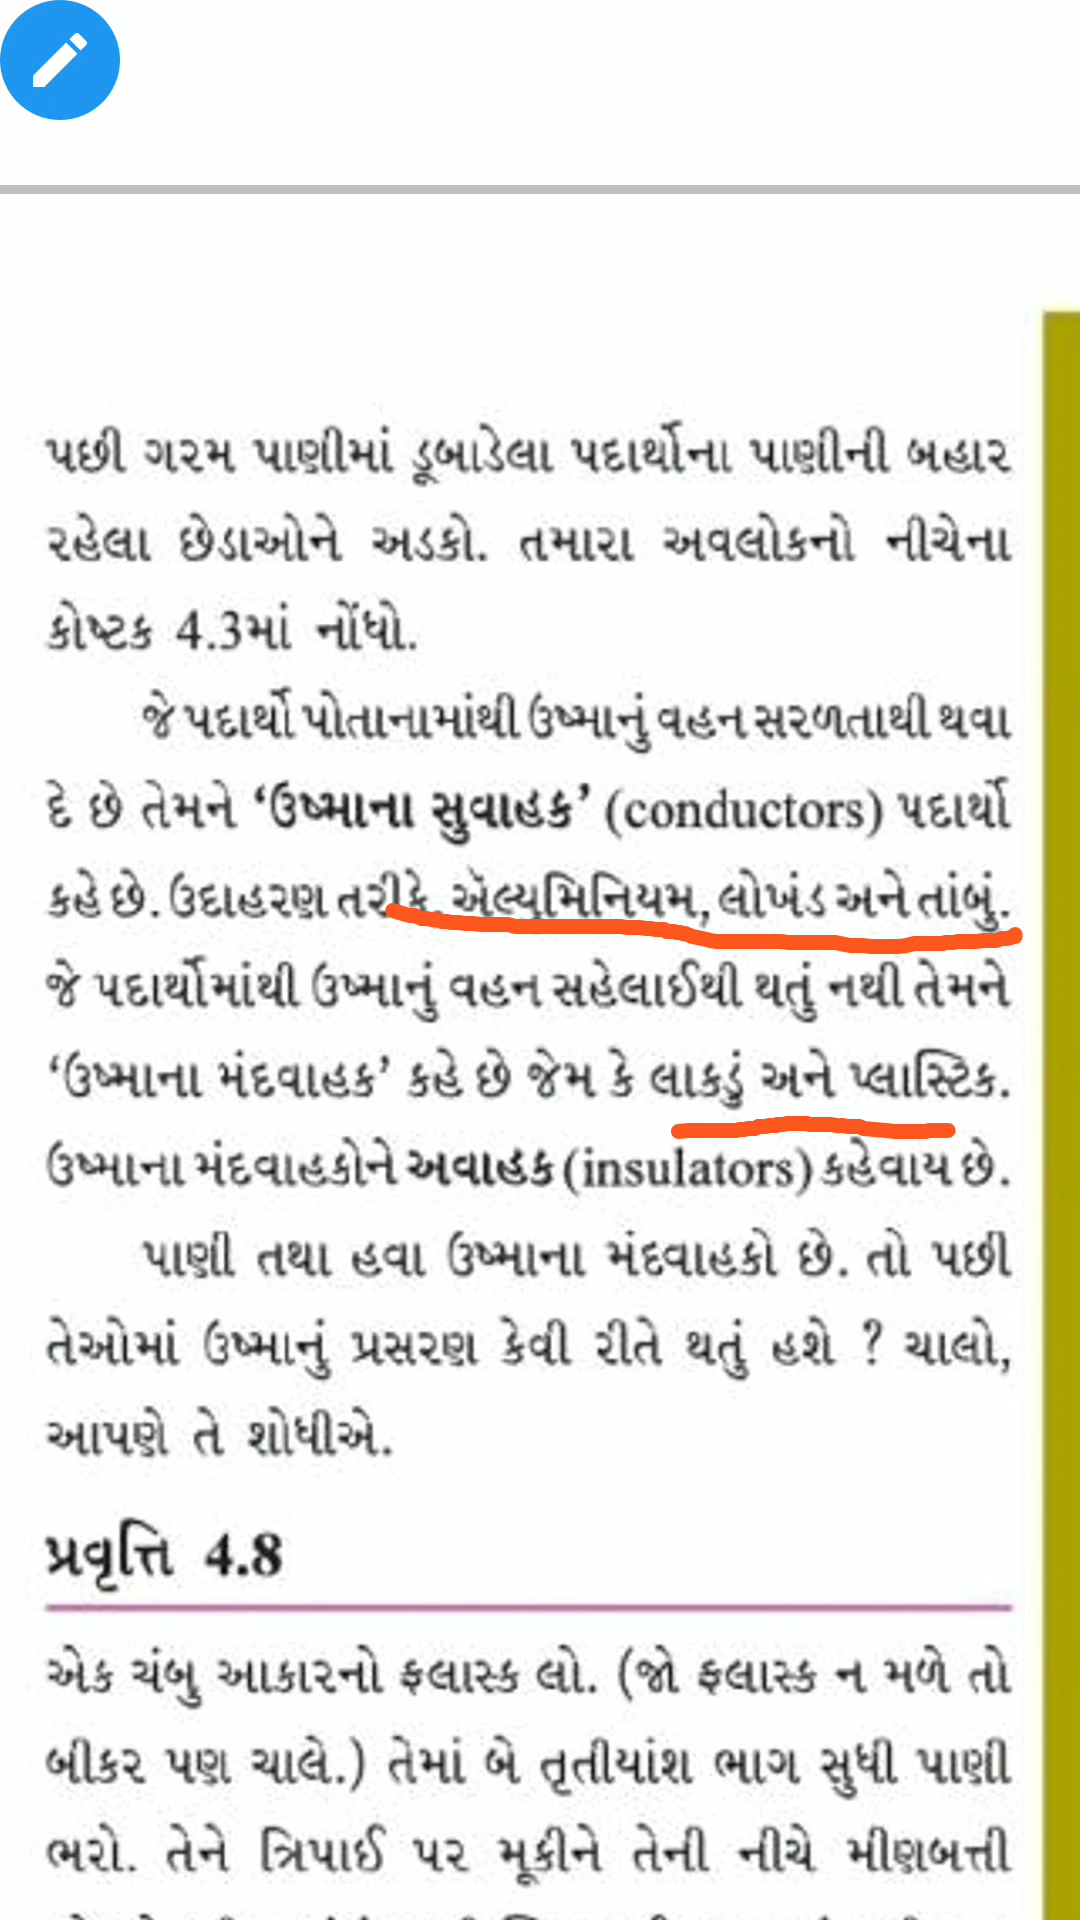 પછી ગરમ પાણીમાં ડૂબાડેલા પદાર્થોના પાણીની બહાર
રહેલા છેડાઓને અડકો. તમારા અવલોકનો નીચેના
કોષ્ટક 4.3માં નોંધો.
જે પદાર્થો પોતાનામાંથી ઉષ્માનું વહન સરળતાથી થવા
દે છે તેમને ‘ઉષ્માના સુવાહક’ (conductors) પદાર્થો
કહે છે. ઉદાહરણ તરીકે, ઍલ્યુમિનિયમ, લોખંડ અને તાંબું.
જે પદાર્થોમાંથી ઉષ્માનું વહન સહેલાઈથી થતું નથી તેમને
‘ઉષ્માના મંદવાહક’ કહે છે જેમ કે લાકડું અને પ્લાસ્ટિક.
ઉષ્માના મંદવાહકોને અવાહક (insulators) કહેવાય છે.
પાણી તથા હવા ઉષ્માના મંદવાહકો છે. તો પછી
તેઓમાં ઉષ્માનું પ્રસરણ કેવી રીતે થતું હશે ? ચાલો,
આપણે તે શોધીએ.
પ્રવૃત્તિ 4.8
એક ચંબુ આકારનો ફલાસ્ક લો. (જો ફલાસ્ક ન મળે તો
બીકર પણ ચાલે.) તેમાં બે તૃતીયાંશ ભાગ સુધી પાણી
ભરો. તેને ત્રિપાઈ પર મૂકીને તેની નીચે મીણબત્તી